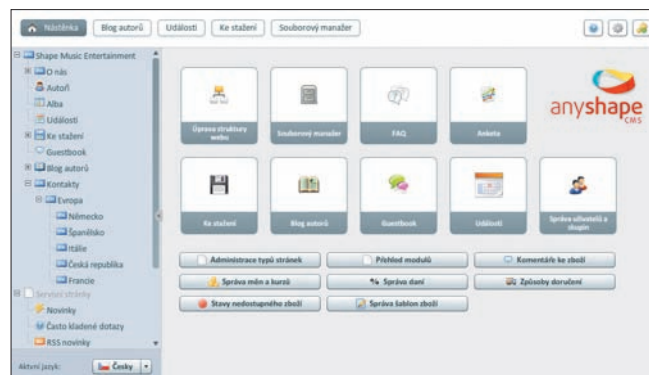 Nástěnka
Blog autorů
Události
Ke stažení
Souborový manažer
Shape Music Entertainment
O nás
Autoři
Alba
Události
Ke stažení
Guestbook
Blog autorů
Kontakty
Evropa
Německo
Španělsko
Itálie
Česká republika
Francie
Servisní stránky
Novinky
Často kladené dotazy
RSS novinky
Aktivní jazyk:
Česky
Úprava struktury
webu
Souborový manažer
FAQ
Anketa
anyshape
CMS
Ke stažení
Blog autorů
Guestbook
Události
Správa uživatelů a
skupin
Administrace typů stránek
Přehled modulů
Komentáře ke zboží
Správa měn a kurzů
Správa daní
Způsoby doručení
Stavy nedostupného zboží
Správa šablon zboží